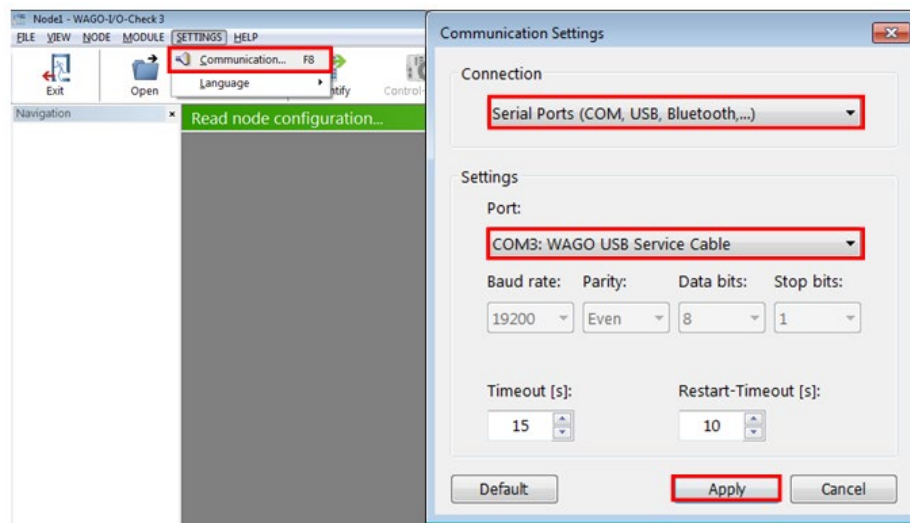 Node1 - WAGO-I/O-Check 3
FILE VIEW NODE MODULE SETTINGS HELP
Communication... F8
Language
Exit
Open
Navigation
Read node configuration...
Communication Settings
Connection
Serial Ports (COM, USB, Bluetooth,...)
Settings
Port:
COM3: WAGO USB Service Cable
Baud rate: Parity: Data bits: Stop bits:
19200 Even 8 1
Timeout [s]: Restart-Timeout [s]:
15 10
Default Apply Cancel